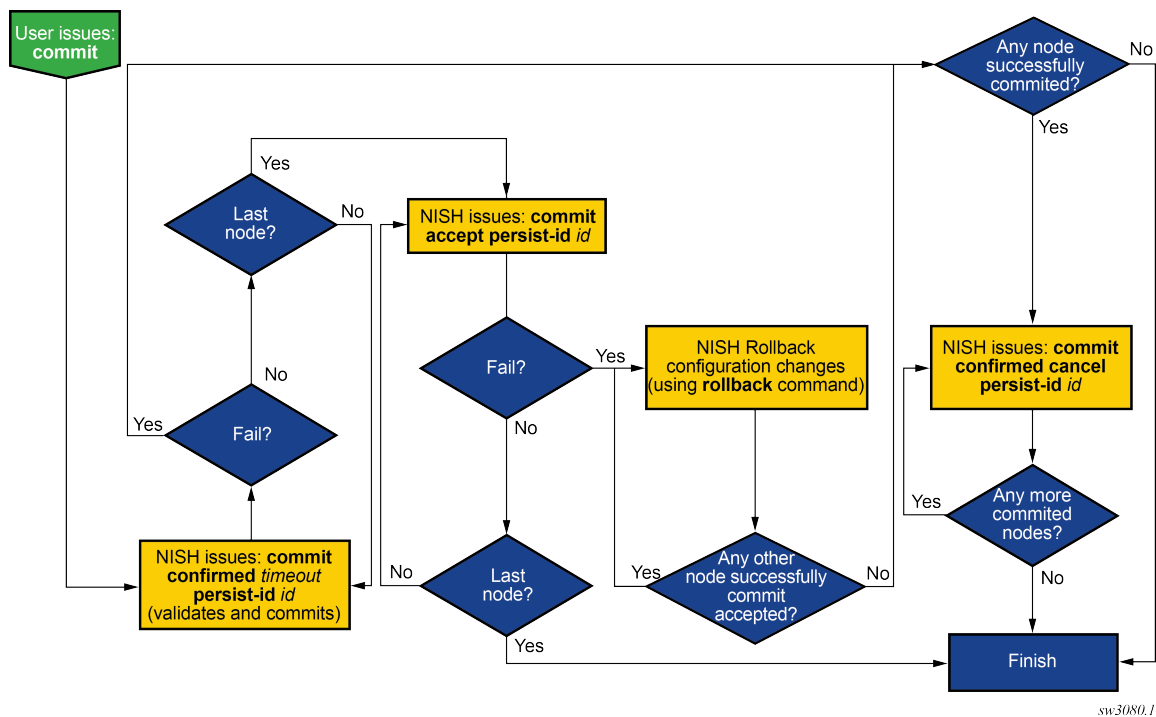 User issues:
commit
Any node
successfully
commited?
No
Yes
Yes
Last
node?
No
NISH issues: commit
accept persist-id id
No
Yes
Fail?
Fail?
Yes
No
NISH Rollback
configuration changes
(using rollback command)
NISH issues: commit
confirmed cancel
persist-id id
NISH issues: commit
confirmed timeout
persist-id id
(validates and commits)
No
Last
node?
Yes
Yes
Any other
node successfully
commit
accepted?
No
Yes
Any more
commited
nodes?
No
Finish
sw3080.1